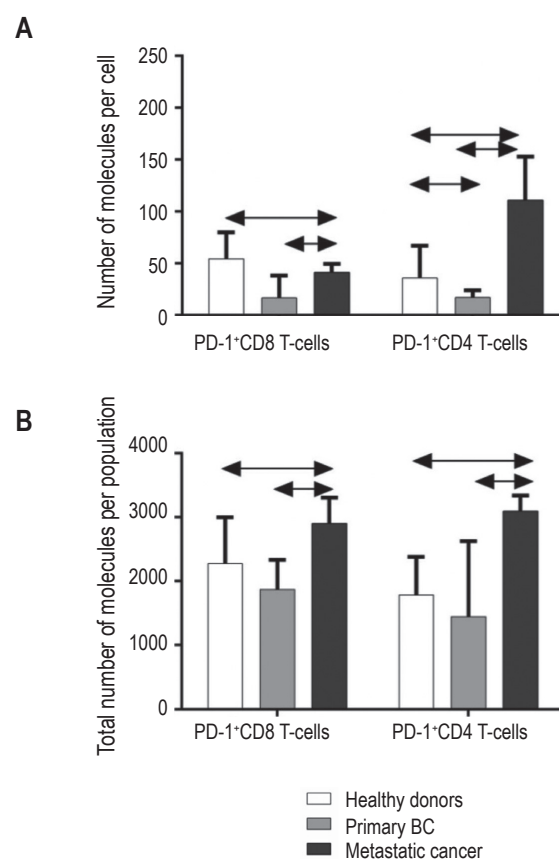 A
Number of molecules per cell
250
200
150
100
50
0
PD-1⁺CD8 T-cells PD-1⁺CD4 T-cells
B
Total number of molecules per population
4000
3000
2000
1000
0
PD-1⁺CD8 T-cells PD-1⁺CD4 T-cells
Healthy donors
Primary BC
Metastatic cancer